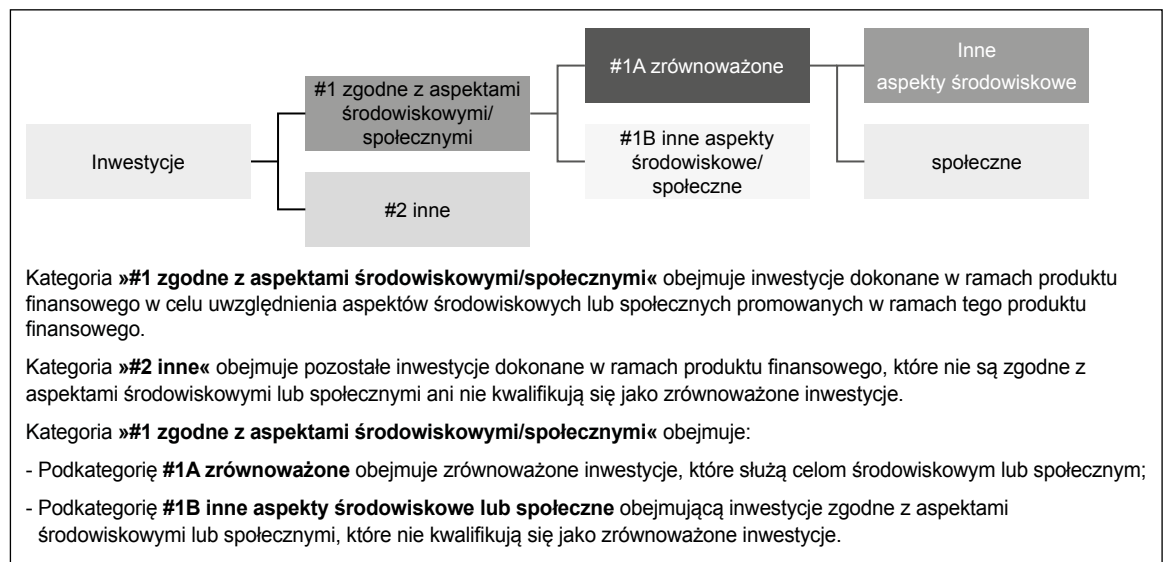 Inwestycje
#1 zgodne z aspektami
środowiskowymi/
społecznymi
#2 inne
#1A zrównoważone
#1B inne aspekty
środowiskowe/
społeczne
Inne
aspekty środowiskowe
społeczne
Kategoria »#1 zgodne z aspektami środowiskowymi/społecznymi« obejmuje inwestycje dokonane w ramach produktu
finansowego w celu uwzględnienia aspektów środowiskowych lub społecznych promowanych w ramach tego produktu
finansowego.
Kategoria »#2 inne« obejmuje pozostałe inwestycje dokonane w ramach produktu finansowego, które nie są zgodne z
aspektami środowiskowymi lub społecznymi ani nie kwalifikują się jako zrównoważone inwestycje.
Kategoria »#1 zgodne z aspektami środowiskowymi/społecznymi« obejmuje:
- Podkategorię #1A zrównoważone obejmuje zrównoważone inwestycje, które służą celom środowiskowym lub społecznym;
- Podkategorię #1B inne aspekty środowiskowe lub społeczne obejmującą inwestycje zgodne z aspektami
środowiskowymi lub społecznymi, które nie kwalifikują się jako zrównoważone inwestycje.